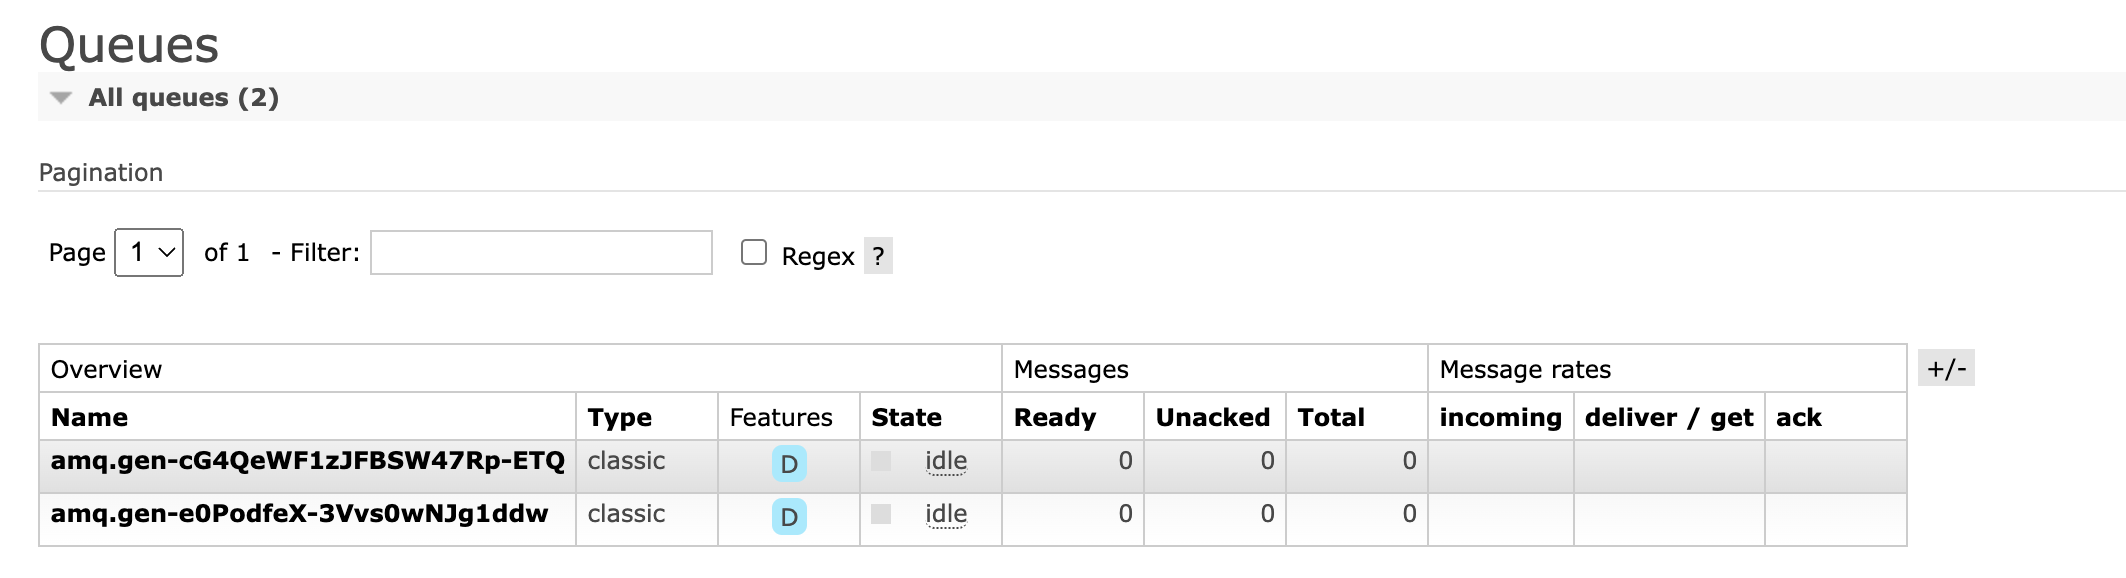 Queues
All queues (2)
Pagination
Page 1 of 1 - Filter: Regex ?
Overview Messages Message rates +/-
Name Type Features State Ready Unacked Total incoming deliver / get ack
amq.gen-cG4QeWF1zJFBSW47Rp-ETQ classic D idle 0 0 0
amq.gen-e0PodfeX-3Vvs0wNJg1ddw classic D idle 0 0 0